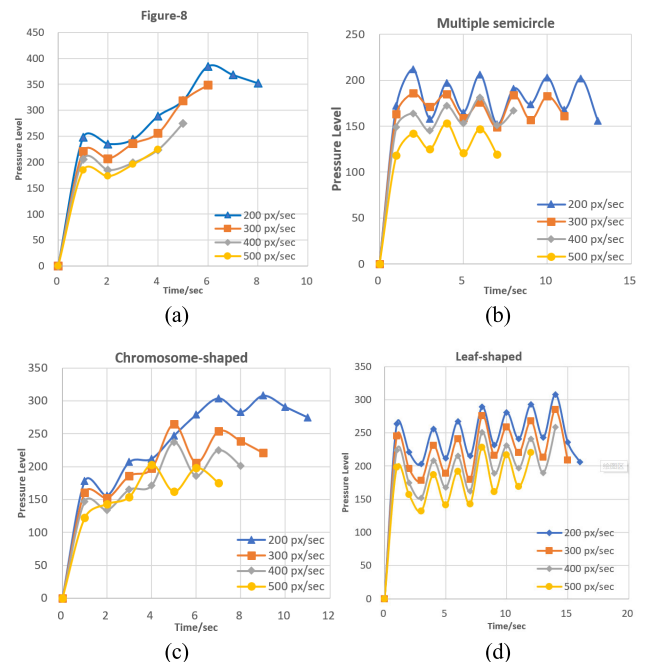 Figure-8
450
400
350
300
250
200
150
100
50
0
Pressure Level
0 2 4 6 8 10
Time/sec
200 px/sec
300 px/sec
400 px/sec
500 px/sec
(a)
Multiple semicircle
250
200
150
100
50
0
Pressure Level
0 5 10 15
Time/sec
200 px/sec
300 px/sec
400 px/sec
500 px/sec
(b)
Chromosome-shaped
350
300
250
200
150
100
50
0
Pressure Level
0 2 4 6 8 10 12
Time/sec
200 px/sec
300 px/sec
400 px/sec
500 px/sec
(c)
Leaf-shaped
350
300
250
200
150
100
50
0
Pressure Level
0 5 10 15 20
Time/sec
200 px/sec
300 px/sec
400 px/sec
500 px/sec
(d)